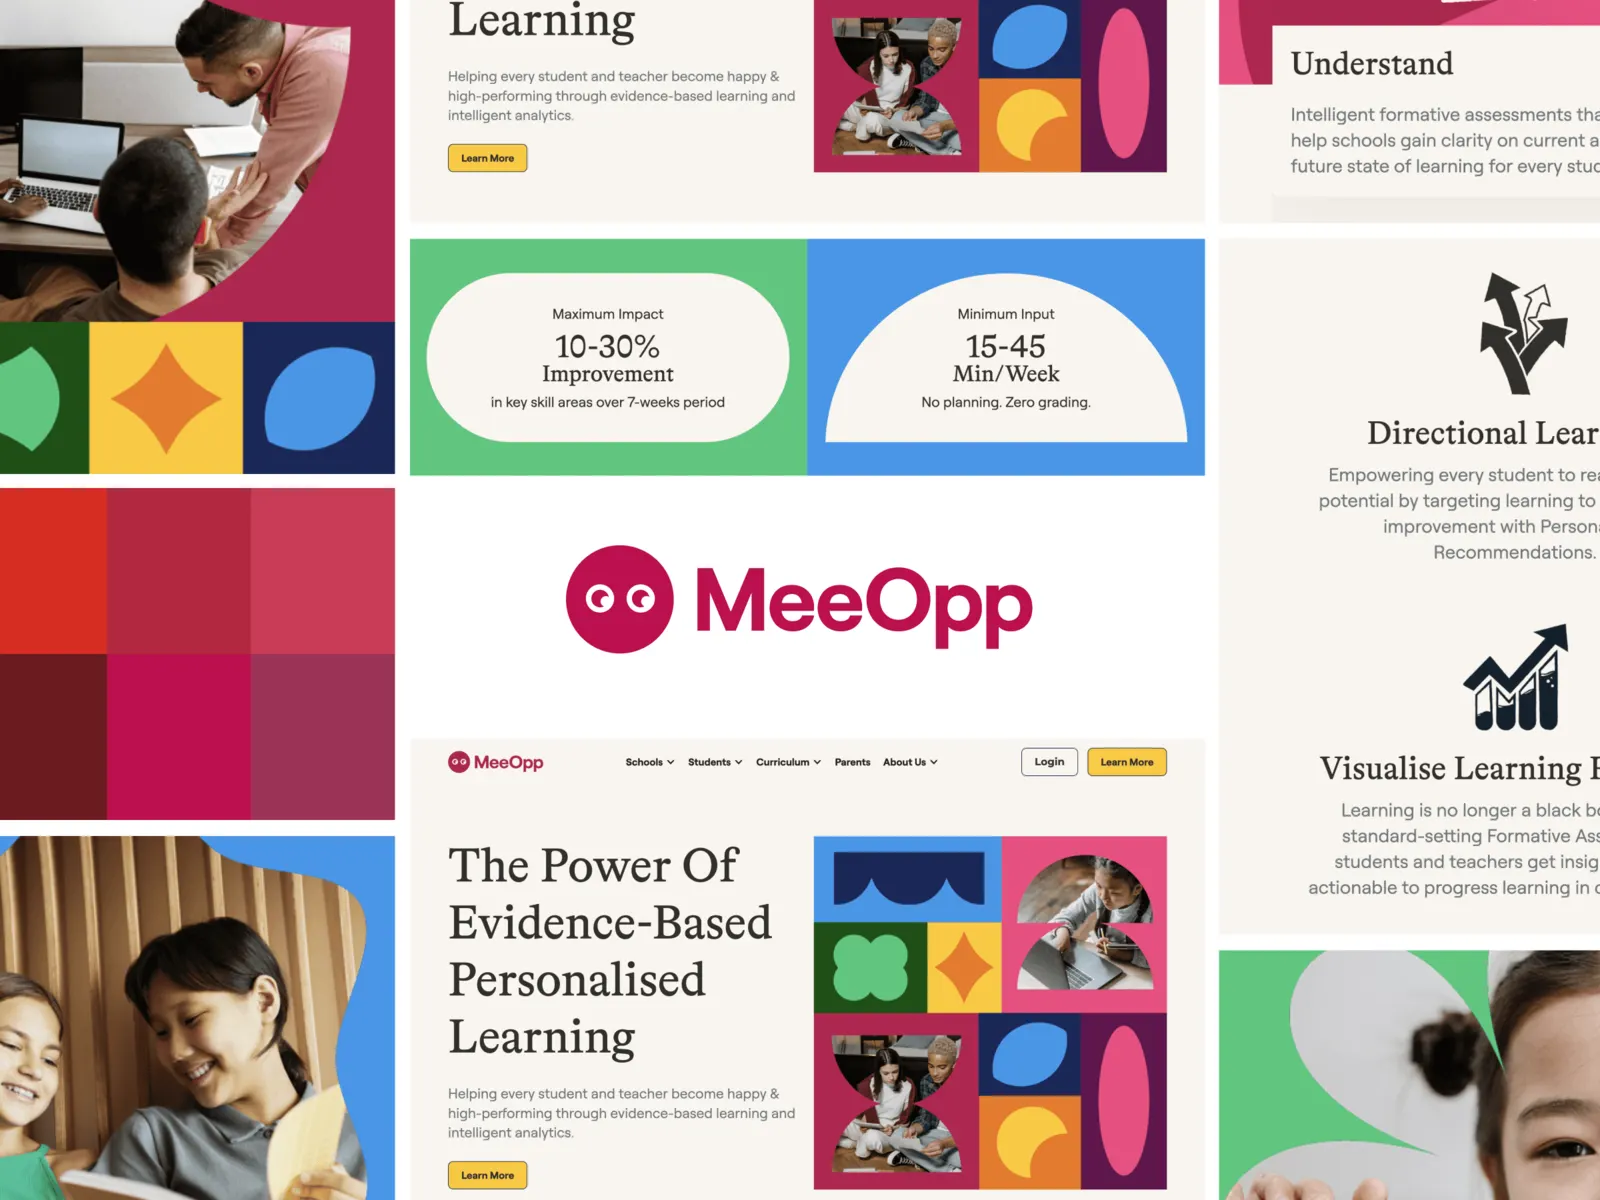 Learning
Helping every student and teacher become happy &
high-performing through evidence-based learning and
intelligent analytics.
Learn More
Understand
Intelligent formative assessments tha
help schools gain clarity on current a
future state of learning for every stud
Maximum Impact
10-30%
Improvement
in key skill areas over 7-weeks period
Minimum Input
15-45
Min/Week
No planning. Zero grading.
Directional Lear
Empowering every student to rea
potential by targeting learning to
improvement with Persona
Recommendations.
MeeOpp
Visualise Learning
Learning is no longer a black bo
standard-setting Formative Ass
students and teachers get insig
actionable to progress learning in
MeeOpp
Schools
Students
Curriculum
Parents
About Us
Login
Learn More
The Power Of
Evidence-Based
Personalised
Learning
Helping every student and teacher become happy &
high-performing through evidence-based learning and
intelligent analytics.
Learn More